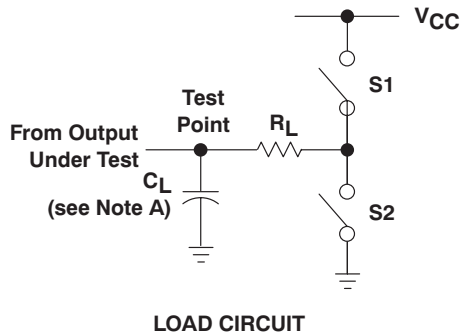 VCC
S1
Test
Point
RL
From Output
Under Test
CL
(see Note A)
S2
LOAD CIRCUIT